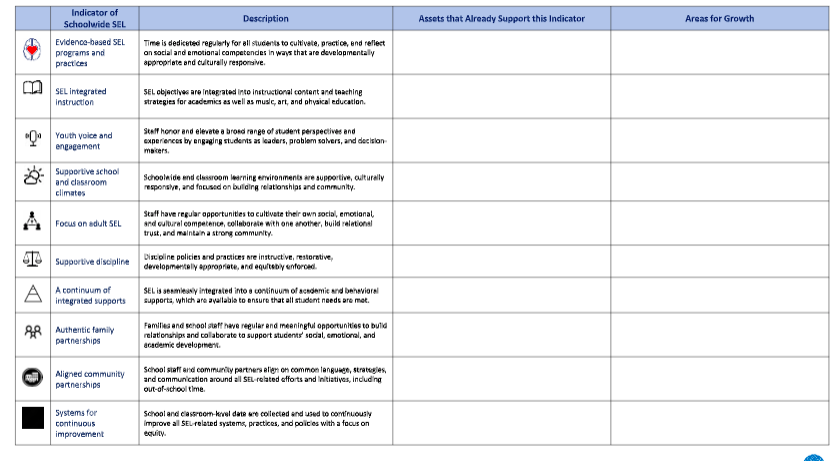 Indicator of
Schoolwide SEL
Description
Assets that Already Support this Indicator
Areas for Growth
Evidence-based SEL
programs and
practices
Time is dedicated regularly for all students to cultivate, practice, and reflect
on social and emotional competencies in ways that are developmentally
appropriate and culturally responsive.
SEL integrated
instruction
SEL objectives are integrated into instructional content and teaching
strategies for academics as well as music, art, and physical education.
Youth voice and
engagement
Staff honor and elevate a broad range of student perspectives and
experiences by engaging students as leaders, problem solvers, and decision-
makers.
Supportive school
and classroom
climates
Schoolwide and classroom learning environments are supportive, culturally
responsive, and focused on building relationships and community.
Focus on adult SEL
Staff have regular opportunities to cultivate their own social, emotional,
and cultural competence, collaborate with one another, build relational
trust, and maintain a strong community.
Supportive discipline
Discipline policies and practices are instructive, restorative,
developmentally appropriate, and equitably enforced.
A continuum of
integrated supports
SEL is seamlessly integrated into a continuum of academic and behavioral
supports, which are available to ensure that all student needs are met.
Authentic family
partnerships
Families and school staff have regular and meaningful opportunities to build
relationships and collaborate to support students' social, emotional, and
academic development.
Aligned community
partnerships
School staff and community partners align on common language, strategies,
and communication around all SEL-related efforts and initiatives, including
out-of-school time.
Systems for
continuous
improvement
School and classroom-level data are collected and used to continuously
improve all SEL-related systems, practices, and policies with a focus on
equity.